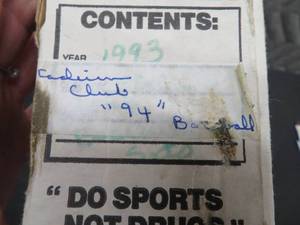 CONTENTS:
YEAR 1993
Club
"94" Baseball
"DO SPORTS
NOT DRUGS"